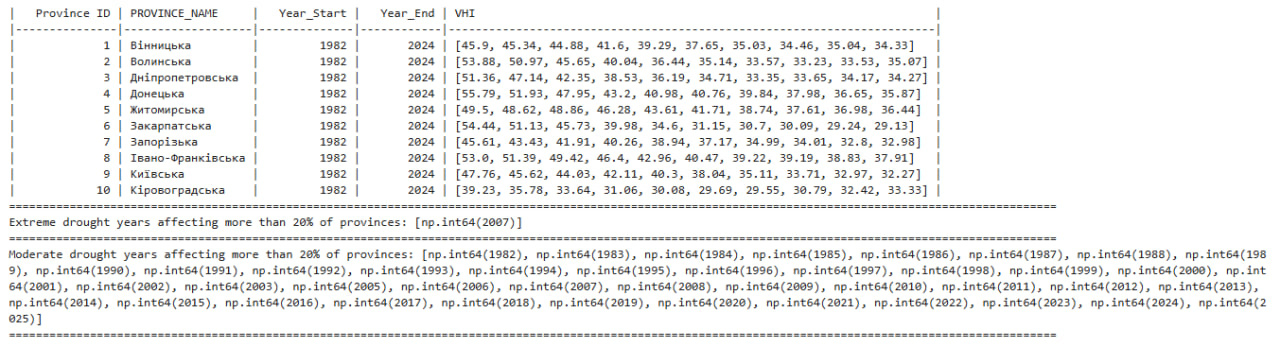 |   Province ID | PROVINCE_NAME     |   Year_Start |   Year_End | VHI                                                                  |
|---------------|-------------------|--------------|------------|----------------------------------------------------------------------|
|             1 | Вінницька         |         1982 |       2024 | [45.9, 45.34, 44.88, 41.6, 39.29, 37.65, 35.03, 34.46, 35.04, 34.33]    |
|             2 | Волинська         |         1982 |       2024 | [53.88, 50.97, 45.65, 40.04, 36.44, 35.14, 33.57, 33.23, 33.53, 35.07] |
|             3 | Дніпропетровська  |         1982 |       2024 | [51.36, 47.14, 42.35, 38.53, 36.19, 34.71, 33.35, 33.65, 34.17, 34.27] |
|             4 | Донецька          |         1982 |       2024 | [55.79, 51.93, 47.95, 43.2, 40.98, 40.76, 39.84, 37.98, 36.65, 35.87]  |
|             5 | Житомирська       |         1982 |       2024 | [49.5, 48.62, 48.86, 46.28, 43.61, 41.71, 38.74, 37.61, 36.98, 36.44]  |
|             6 | Закарпатська      |         1982 |       2024 | [54.44, 51.13, 45.73, 39.98, 34.6, 31.15, 30.7, 30.09, 29.24, 29.13]   |
|             7 | Запорізька        |         1982 |       2024 | [45.61, 43.43, 41.91, 40.26, 38.94, 37.17, 34.99, 34.01, 32.8, 32.98]  |
|             8 | Івано-Франківська |         1982 |       2024 | [53.0, 51.39, 49.42, 46.4, 42.96, 40.47, 39.22, 39.19, 38.83, 37.91]   |
|             9 | Київська          |         1982 |       2024 | [47.76, 45.62, 44.03, 42.11, 40.3, 38.04, 35.11, 33.71, 32.97, 32.27]  |
|            10 | Кіровоградська    |         1982 |       2024 | [39.23, 35.78, 33.64, 31.06, 30.08, 29.69, 29.55, 30.79, 32.42, 33.33] |
Extreme drought years affecting more than 20% of provinces: [np.int64(2007)]
Moderate drought years affecting more than 20% of provinces: [np.int64(1982), np.int64(1983), np.int64(1984), np.int64(1985), np.int64(1986), np.int64(1987), np.int64(1988), np.int64(198
9), np.int64(1990), np.int64(1991), np.int64(1992), np.int64(1993), np.int64(1994), np.int64(1995), np.int64(1996), np.int64(1997), np.int64(1998), np.int64(1999), np.int64(2000), np.int
64(2001), np.int64(2002), np.int64(2003), np.int64(2005), np.int64(2006), np.int64(2007), np.int64(2008), np.int64(2009), np.int64(2010), np.int64(2011), np.int64(2012), np.int64(2013),
np.int64(2014), np.int64(2015), np.int64(2016), np.int64(2017), np.int64(2018), np.int64(2019), np.int64(2020), np.int64(2021), np.int64(2022), np.int64(2023), np.int64(2024), np.int64(2
025)]